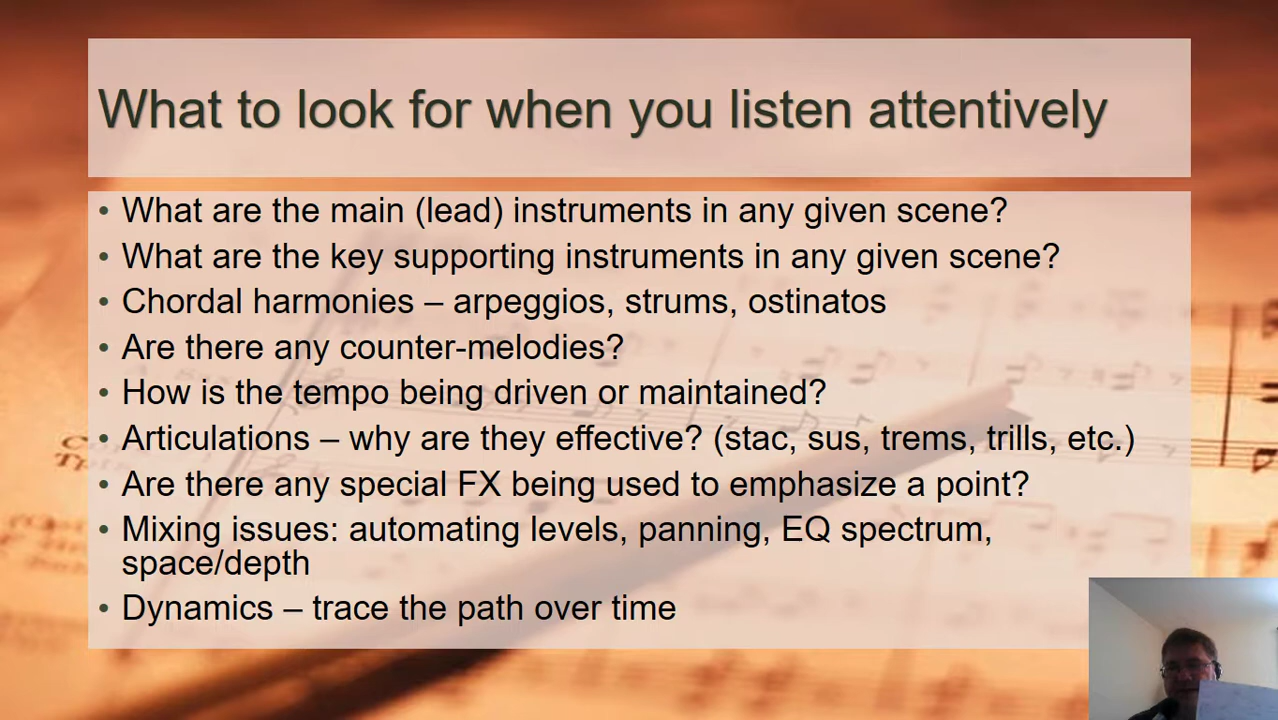 What to look for when you listen attentively
• What are the main (lead) instruments in any given scene?
• What are the key supporting instruments in any given scene?
• Chordal harmonies – arpeggios, strums, ostinatos
• Are there any counter-melodies?
• How is the tempo being driven or maintained?
• Articulations – why are they effective? (stac, sus, trems, trills, etc.)
• Are there any special FX being used to emphasize a point?
• Mixing issues: automating levels, panning, EQ spectrum,
space/depth
• Dynamics – trace the path over time